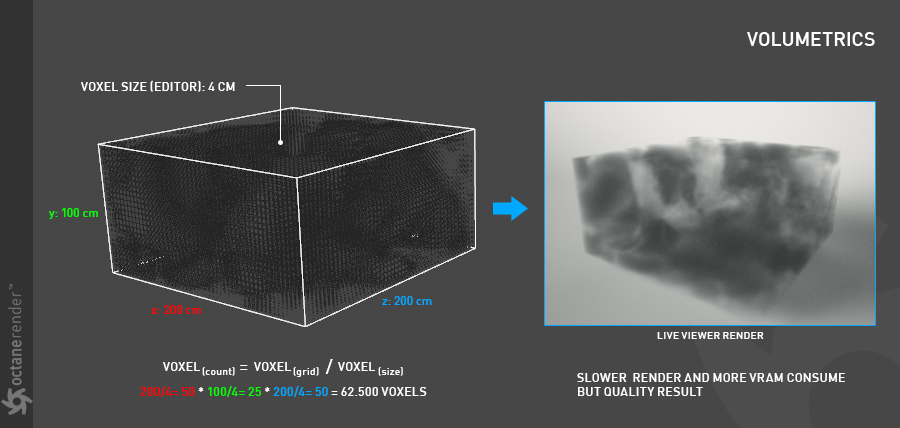 VOLUMETRICS
VOXEL SIZE (EDITOR): 4 CM
y: 100 cm
x: 200 cm
z: 200 cm
LIVE VIEWER RENDER
VOXEL(count) = VOXEL(grid) / VOXEL(size)
200/4= 50 * 100/4= 25 * 200/4= 50 = 62.500 VOXELS
SLOWER RENDER AND MORE VRAM CONSUME
BUT QUALITY RESULT
octanerender™